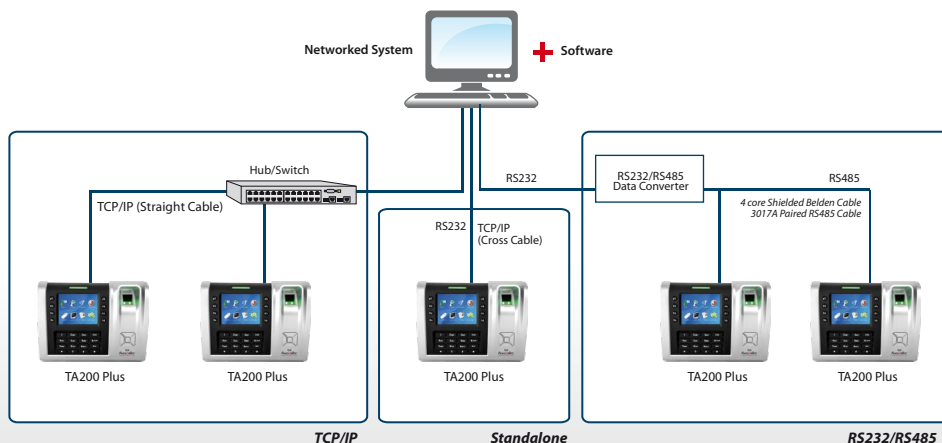 Networked System
Software
Hub/Switch
TCP/IP (Straight Cable)
TA200 Plus
TA200 Plus
TCP/IP
RS232
TCP/IP
(Cross Cable)
TA200 Plus
Standalone
RS232
RS232/RS485
Data Converter
RS485
4 core Shielded Belden Cable
3017A Paired RS485 Cable
TA200 Plus
TA200 Plus
RS232/RS485